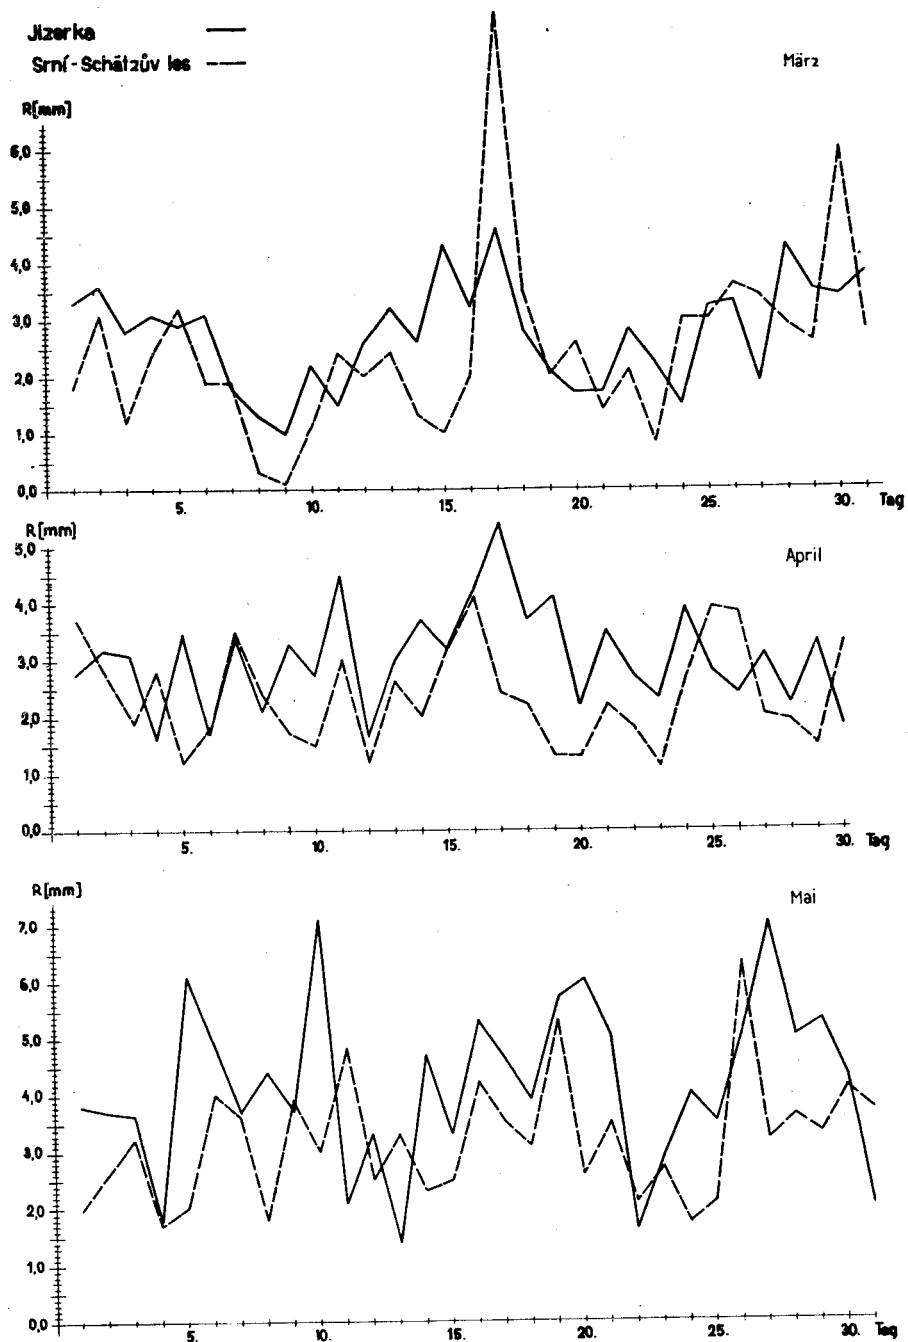 Jizerka
Srní-Schätzův les
März
R[mm]
6,0
5,0
4,0
3,0
2,0
1,0
0,0
5. 10. 15. 20. 25. 30. Tag
R[mm]
April
5,0
4,0
3,0
2,0
1,0
0,0
5. 10. 15. 20. 25. 30. Tag
R[mm]
Mai
7,0
6,0
5,0
4,0
3,0
2,0
1,0
0,0
5. 10. 15. 20. 25. 30. Tag